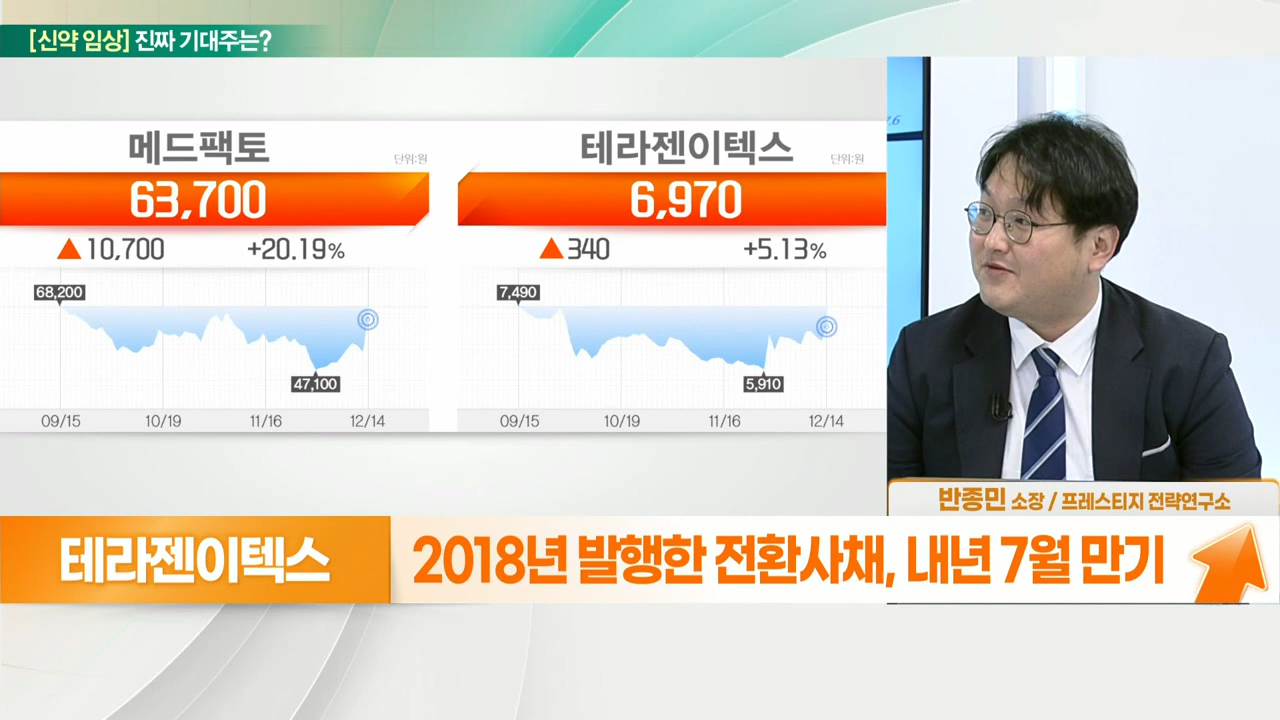 [신약 임상] 진짜 기대주는?
메드팩토
단위:원
63,700
▲10,700 +20.19%
68,200
47,100
09/15 10/19 11/16 12/14
테라젠이텍스
단위:원
6,970
▲340 +5.13%
7,490
5,910
09/15 10/19 11/16 12/14
반종민 소장 / 프레스티지 전략연구소
테라젠이텍스
2018년 발행한 전환사채, 내년 7월 만기